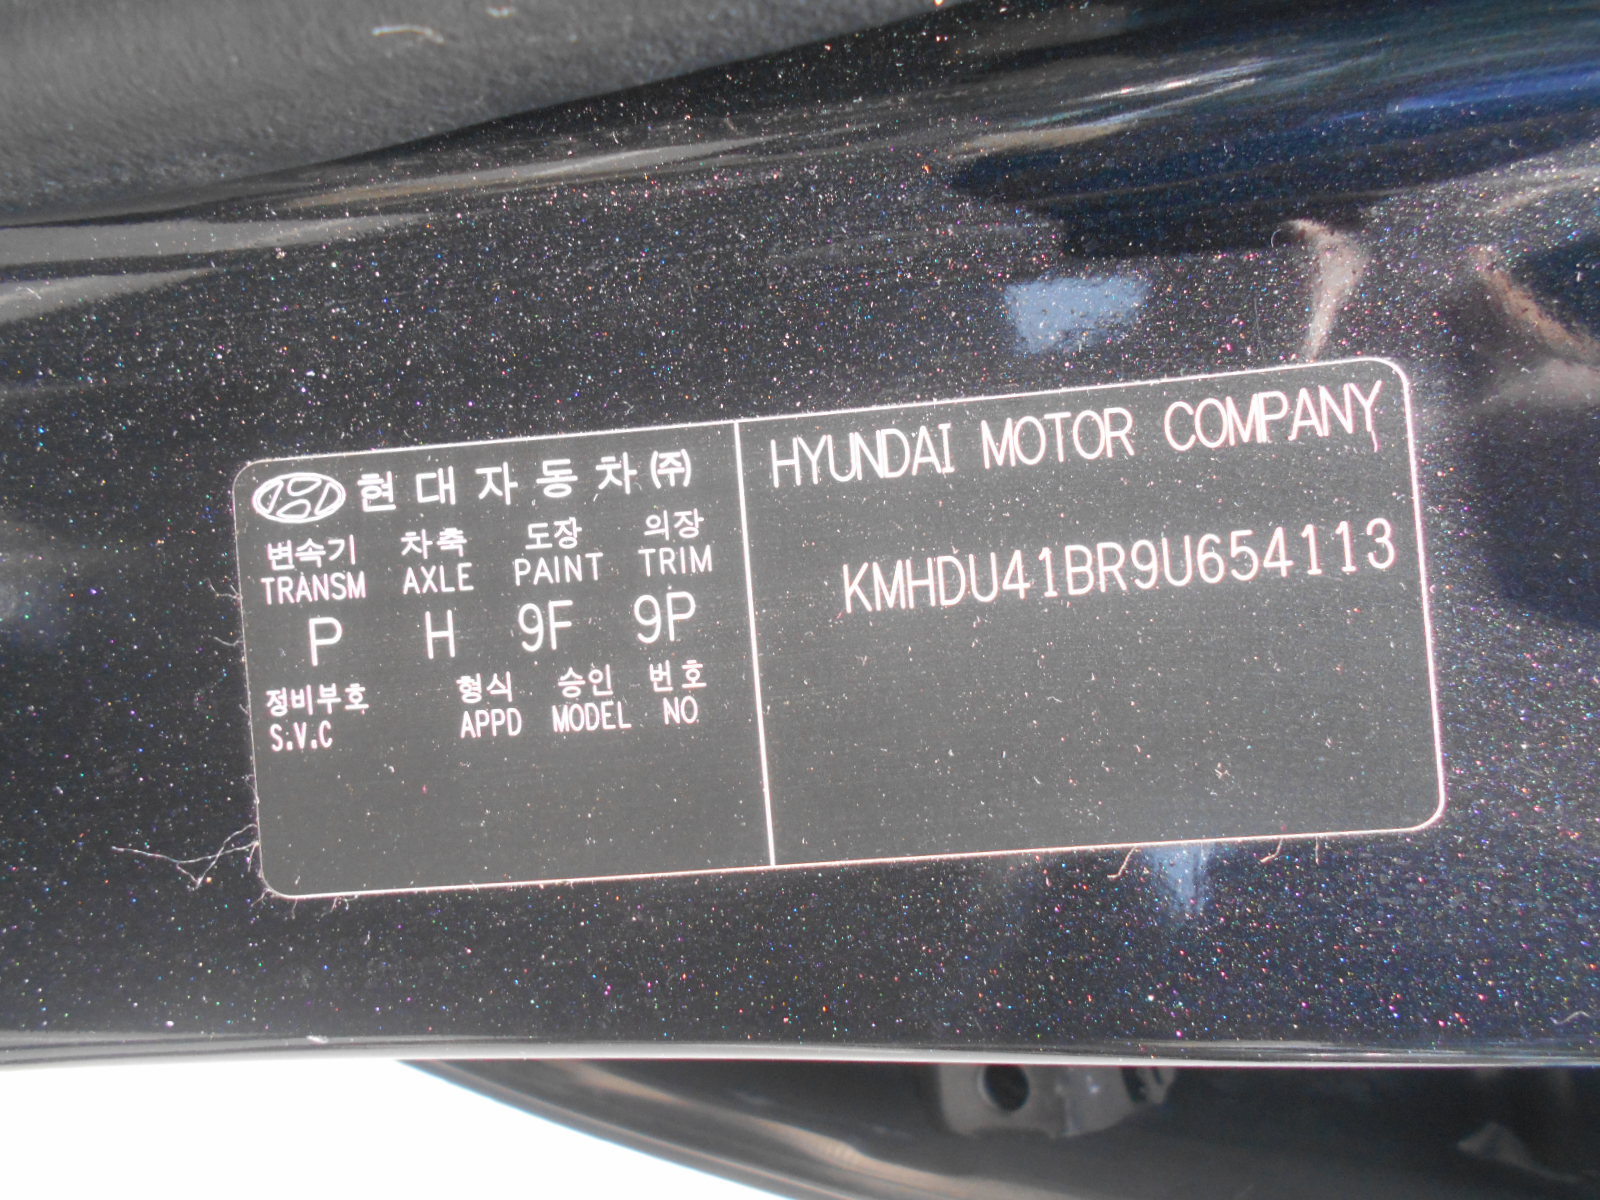 현대자동차(주)
HYUNDAI MOTOR COMPANY
변속기 차축 도장 의장
TRANSM AXLE PAINT TRIM
KMHDU41BR9U654113
P H 9F 9P
정비부호 형식 승인 번호
S.V.C APPD MODEL NO